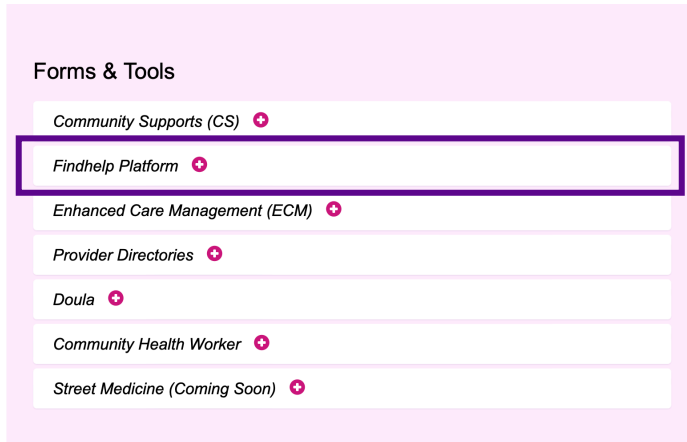 Forms & Tools
Community Supports (CS)
Findhelp Platform
Enhanced Care Management (ECM)
Provider Directories
Doula
Community Health Worker
Street Medicine (Coming Soon)